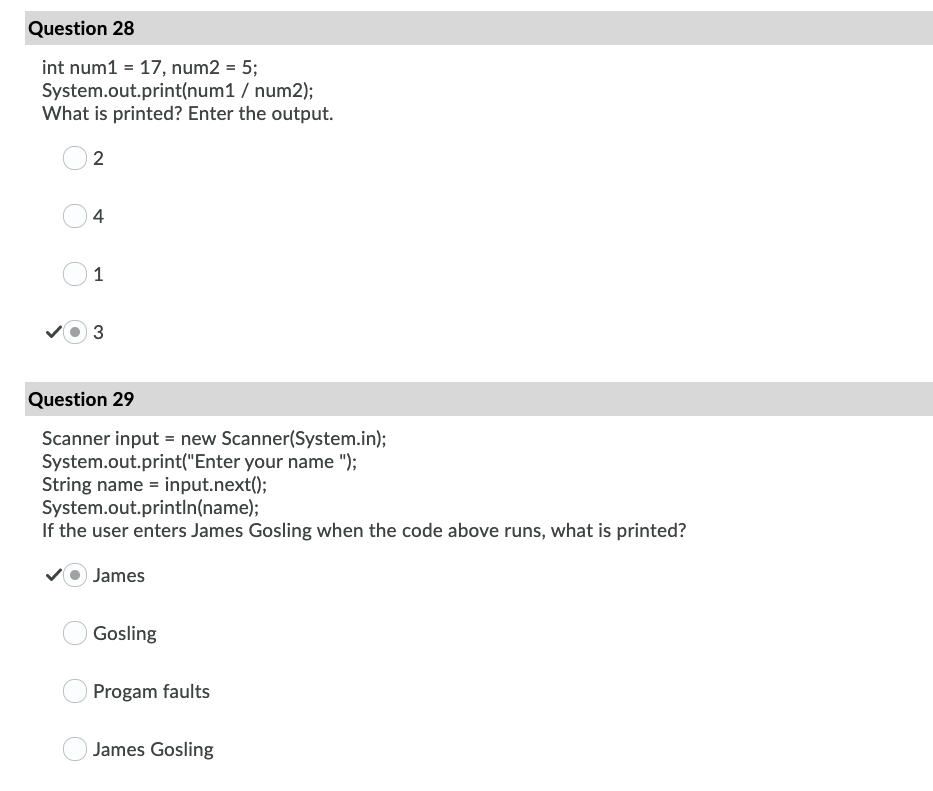 Question 28
int num1 = 17, num2 = 5;
System.out.print(num1 / num2);
What is printed? Enter the output.
2
4
1
3
Question 29
Scanner input = new Scanner(System.in);
System.out.print("Enter your name ");
String name = input.next();
System.out.println(name);
If the user enters James Gosling when the code above runs, what is printed?
James
Gosling
Progam faults
James Gosling